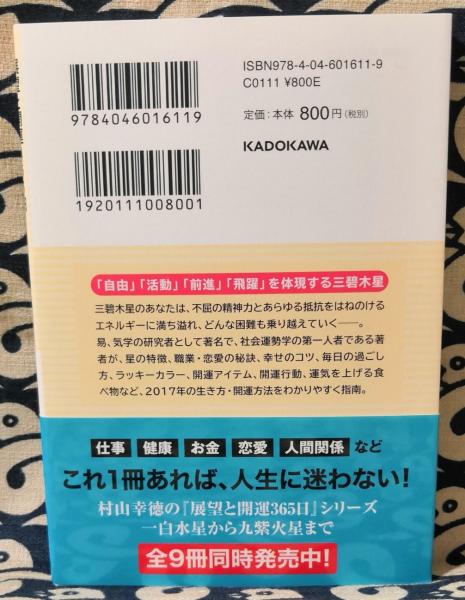 ISBN978-4-04-601611-9
C0111 ¥800E
9784046016119
定価：本体800円（税別）
KADOKAWA
1920111008001
「自由」「活動」「前進」「飛躍」を体現する三碧木星
三碧木星のあなたは、不屈の精神力とあらゆる抵抗をはねのける
エネルギーに満ち溢れ、どんな困難も乗り越えていく――。
易、気学の研究者として著名で、社会運勢学の第一人者である著
者が、星の特徴、職業・恋愛の秘訣、幸せのコツ、毎日の過ごし
方、ラッキーカラー、開運アイテム、開運行動、運気を上げる食
べ物など、2017年の生き方・開運方法をわかりやすく指南。
仕事 健康 お金 恋愛 人間関係 など
これ1冊あれば、人生に迷わない！
村山幸徳の『展望と開運365日』シリーズ
一白水星から九紫火星まで
全9冊同時発売中！